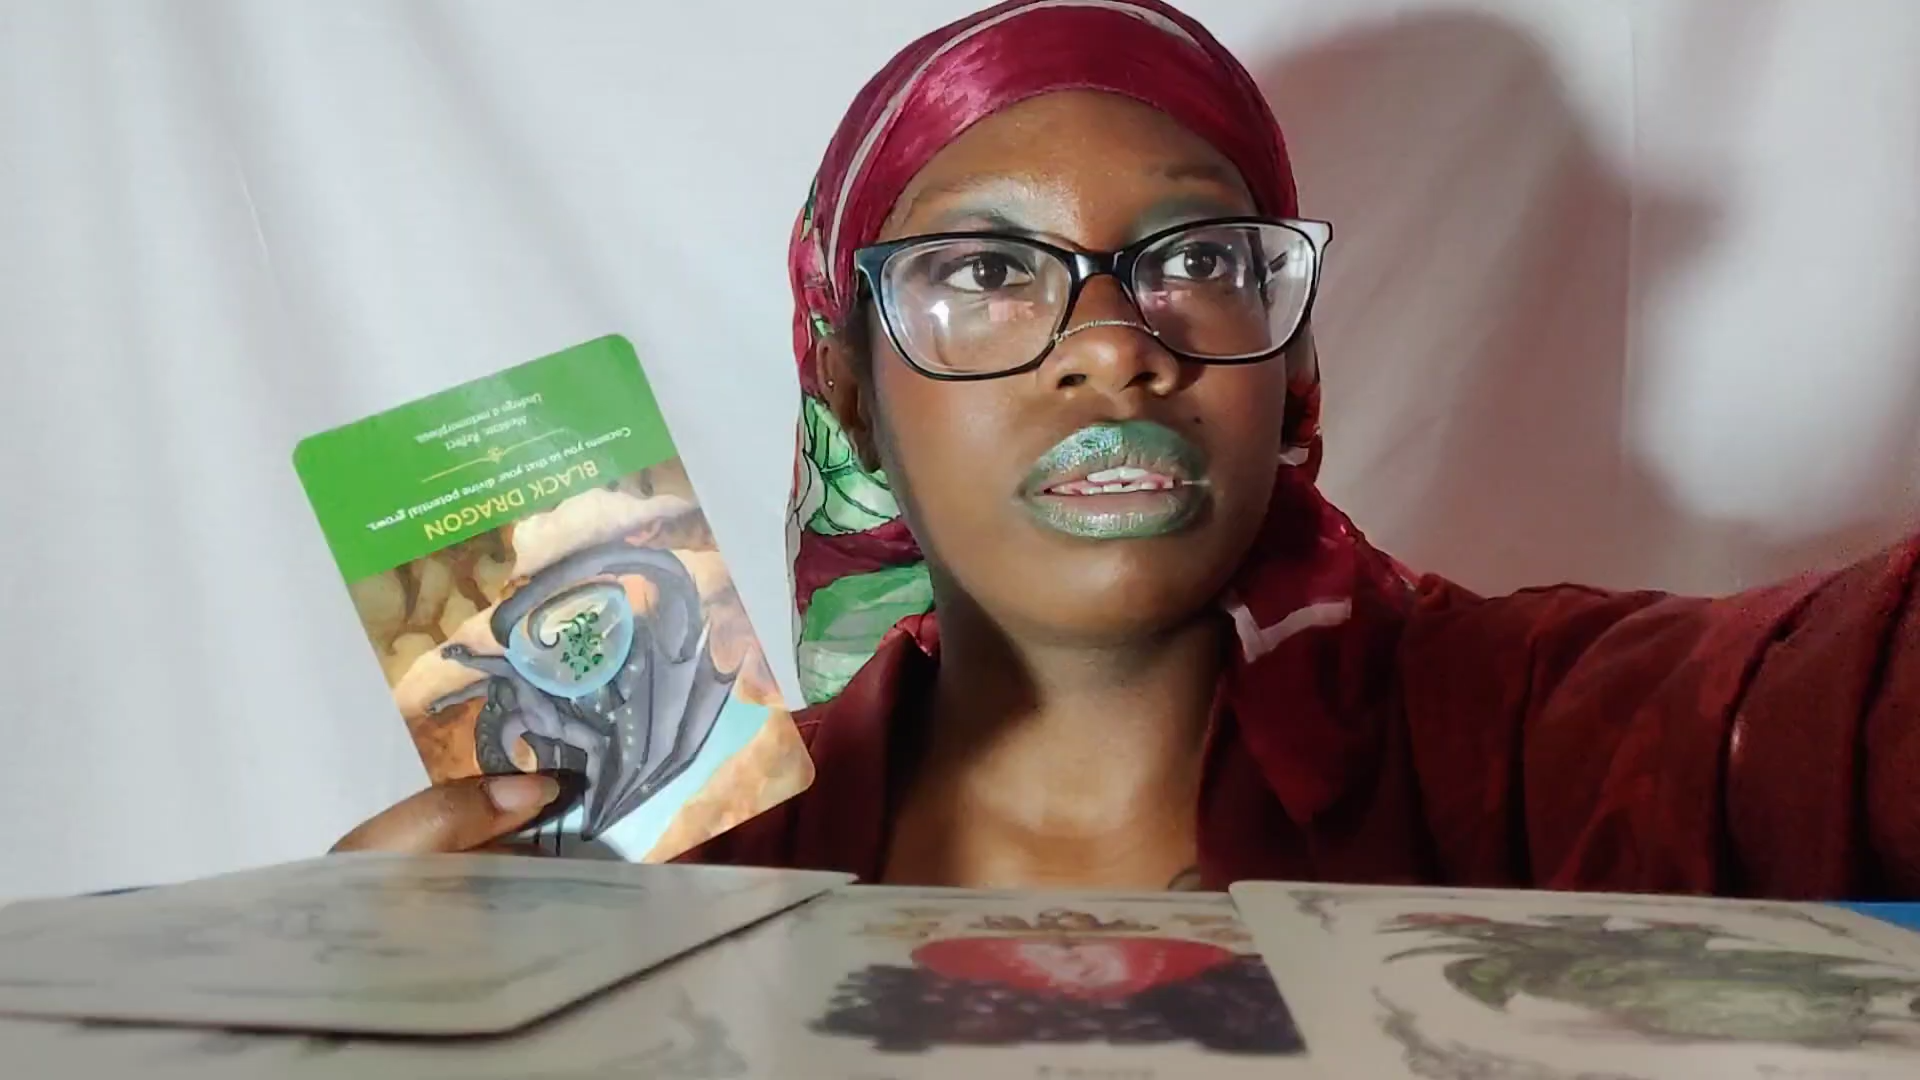 BLACK DRAGON
Cocoons you so that your divine potential grows.
Meditate. Reflect.
Undergo a metamorphosis.